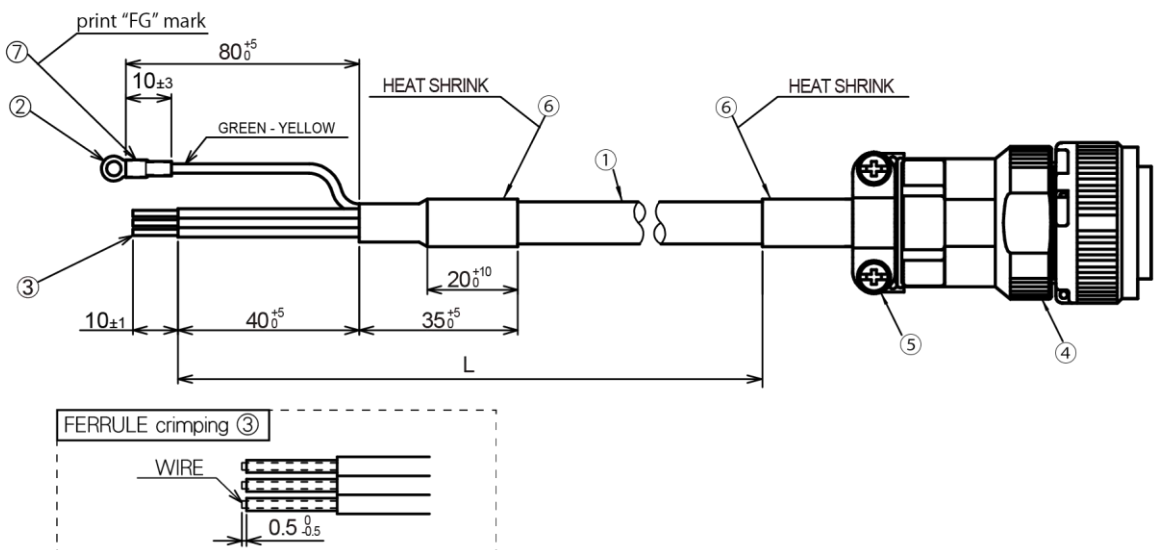 print “FG” mark
⑦
80 +5 0
10±3
②
GREEN - YELLOW
HEAT SHRINK
⑥
HEAT SHRINK
⑥
①
③
20 +10 0
10±1
40 +5 0
35 +5 0
L
⑤
④
FERRULE crimping ③
WIRE
0.5 0 -0.5